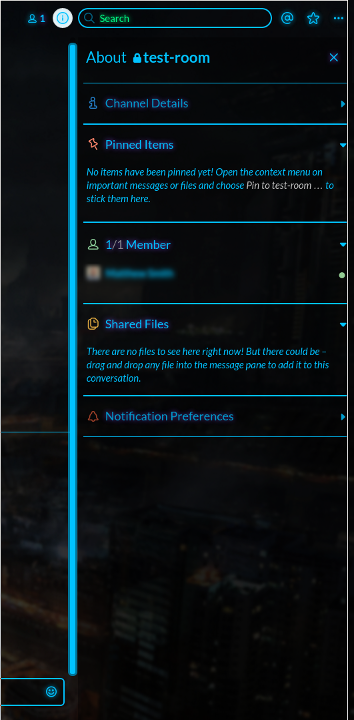 1
Search
About test-room
Channel Details
Pinned Items
No items have been pinned yet! Open the context menu on
important messages or files and choose Pin to test-room … to
stick them here.
1/1 Member
Shared Files
There are no files to see here right now! But there could be –
drag and drop any file into the message pane to add it to this
conversation.
Notification Preferences